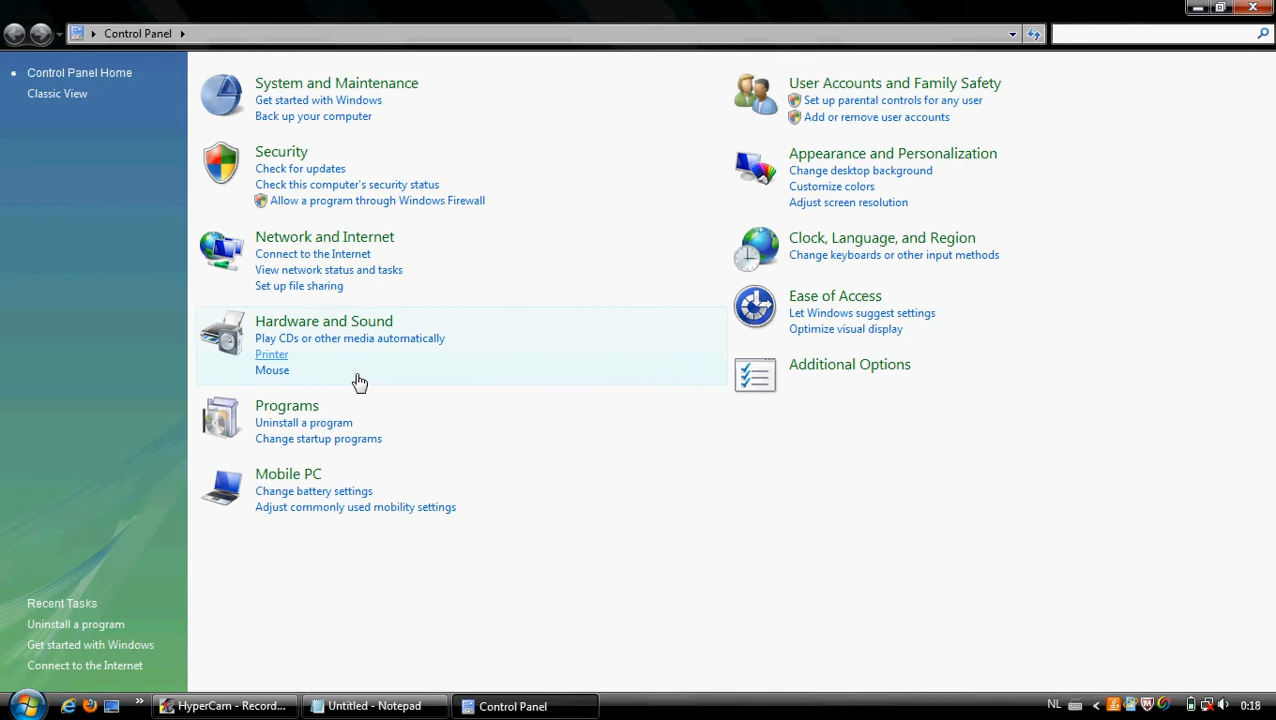 Control Panel
Control Panel Home
Classic View
System and Maintenance
Get started with Windows
Back up your computer
Security
Check for updates
Check this computer's security status
Allow a program through Windows Firewall
Network and Internet
Connect to the Internet
View network status and tasks
Set up file sharing
Hardware and Sound
Play CDs or other media automatically
Printer
Mouse
Programs
Uninstall a program
Change startup programs
Mobile PC
Change battery settings
Adjust commonly used mobility settings
User Accounts and Family Safety
Set up parental controls for any user
Add or remove user accounts
Appearance and Personalization
Change desktop background
Customize colors
Adjust screen resolution
Clock, Language, and Region
Change keyboards or other input methods
Ease of Access
Let Windows suggest settings
Optimize visual display
Additional Options
Recent Tasks
Uninstall a program
Get started with Windows
Connect to the Internet
HyperCam - Record...
Untitled - Notepad
Control Panel
NL
0:18